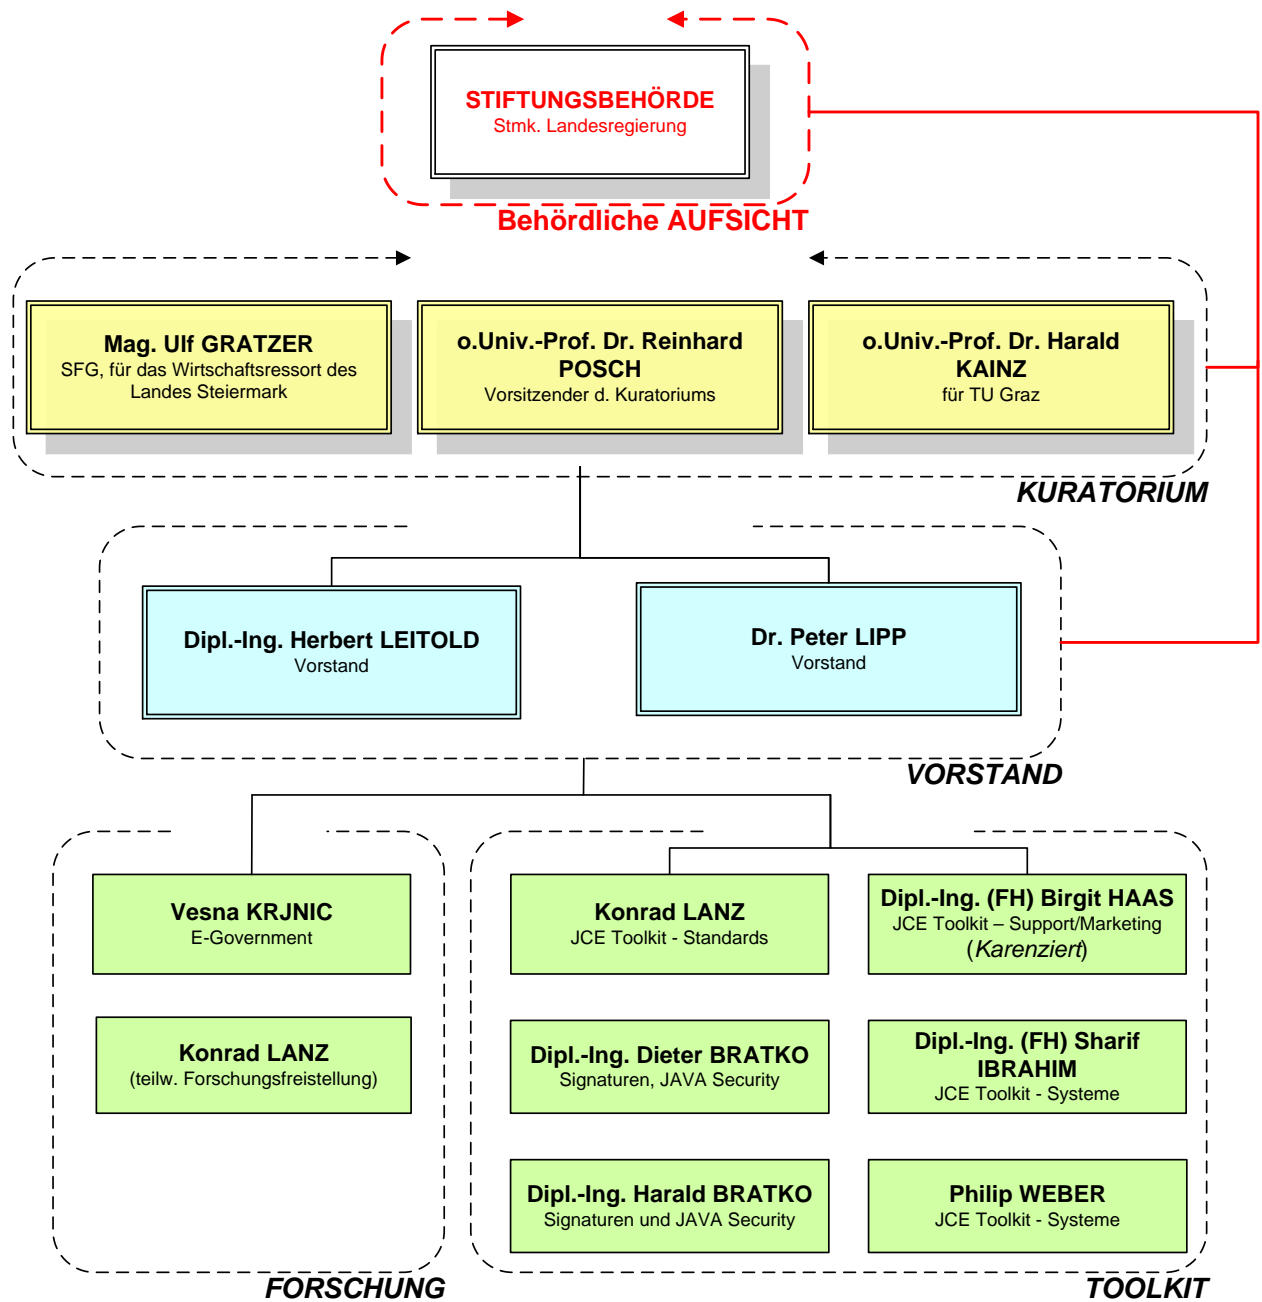 STIFTUNGSBEHÖRDE
Stmk. Landesregierung
Behördliche AUFSICHT
Mag. Ulf GRATZER
SFG, für das Wirtschaftsressort des
Landes Steiermark
o.Univ.-Prof. Dr. Reinhard
POSCH
Vorsitzender d. Kuratoriums
o.Univ.-Prof. Dr. Harald
KAINZ
für TU Graz
KURATORIUM
Dipl.-Ing. Herbert LEITOLD
Vorstand
Dr. Peter LIPP
Vorstand
VORSTAND
Vesna KRJNIC
E-Government
Konrad LANZ
(teilw. Forschungsfreistellung)
FORSCHUNG
Konrad LANZ
JCE Toolkit - Standards
Dipl.-Ing. (FH) Birgit HAAS
JCE Toolkit – Support/Marketing
(Karenziert)
Dipl.-Ing. Dieter BRATKO
Signaturen, JAVA Security
Dipl.-Ing. (FH) Sharif
IBRAHIM
JCE Toolkit - Systeme
Dipl.-Ing. Harald BRATKO
Signaturen und JAVA Security
Philip WEBER
JCE Toolkit - Systeme
TOOLKIT